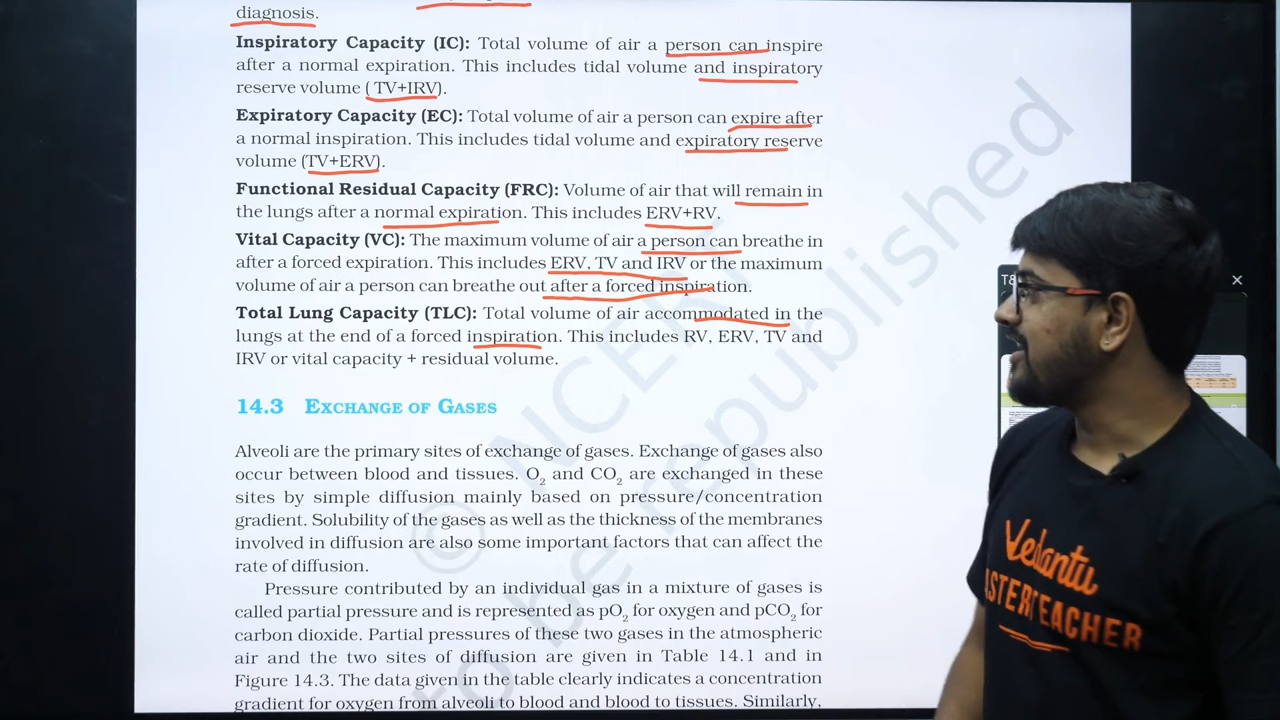 diagnosis.
Inspiratory Capacity (IC): Total volume of air a person can inspire
after a normal expiration. This includes tidal volume and inspiratory
reserve volume ( TV+IRV).
Expiratory Capacity (EC): Total volume of air a person can expire after
a normal inspiration. This includes tidal volume and expiratory reserve
volume (TV+ERV).
Functional Residual Capacity (FRC): Volume of air that will remain in
the lungs after a normal expiration. This includes ERV+RV.
Vital Capacity (VC): The maximum volume of air a person can breathe in
after a forced expiration. This includes ERV, TV and IRV or the maximum
volume of air a person can breathe out after a forced inspiration.
Total Lung Capacity (TLC): Total volume of air accommodated in the
lungs at the end of a forced inspiration. This includes RV, ERV, TV and
IRV or vital capacity + residual volume.
14.3 EXCHANGE OF GASES
Alveoli are the primary sites of exchange of gases. Exchange of gases also
occur between blood and tissues. O₂ and CO₂ are exchanged in these
sites by simple diffusion mainly based on pressure/concentration
gradient. Solubility of the gases as well as the thickness of the membranes
involved in diffusion are also some important factors that can affect the
rate of diffusion.
Pressure contributed by an individual gas in a mixture of gases is
called partial pressure and is represented as pO₂ for oxygen and pCO₂ for
carbon dioxide. Partial pressures of these two gases in the atmospheric
air and the two sites of diffusion are given in Table 14.1 and in
Figure 14.3. The data given in the table clearly indicates a concentration
gradient for oxygen from alveoli to blood and blood to tissues. Similarly,
© NCERT
to be republished
Vedantu